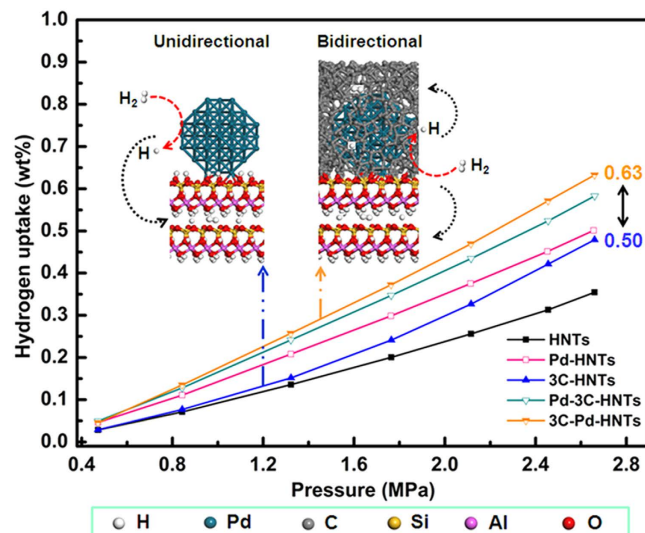 Hydrogen uptake (wt%)
1.0
0.9
0.8
0.7
0.6
0.5
0.4
0.3
0.2
0.1
0.0
Unidirectional
Bidirectional
H2
H
H
H2
0.63
0.50
HNTs
Pd-HNTs
3C-HNTs
Pd-3C-HNTs
3C-Pd-HNTs
0.4 0.8 1.2 1.6 2.0 2.4 2.8
Pressure (MPa)
H Pd C Si Al O